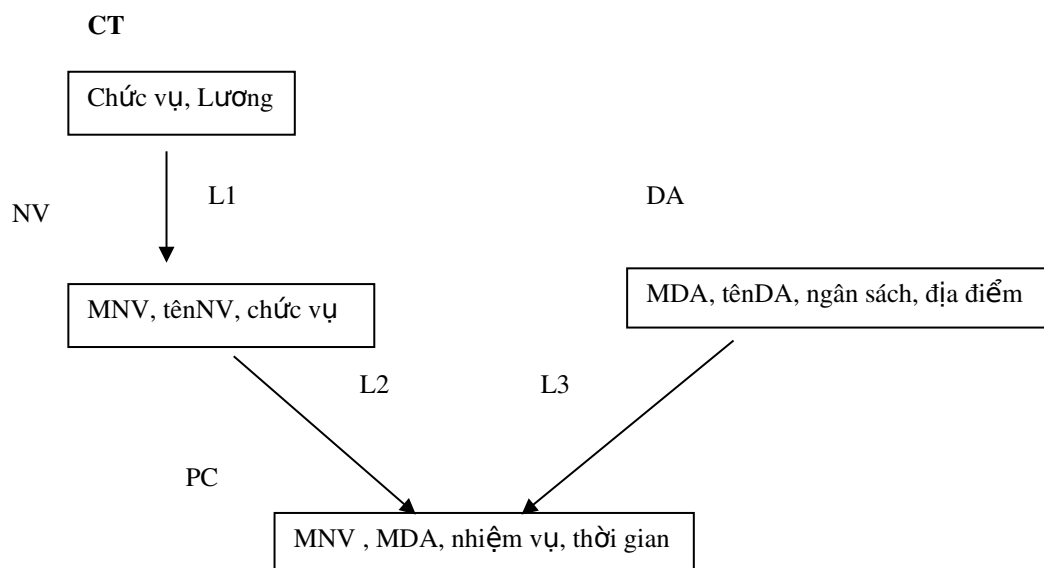 CT
Chức vụ, Lương
L1
NV
DA
MNV, tênNV, chức vụ
MDA, tênDA, ngân sách, địa điểm
L2
L3
PC
MNV , MDA, nhiệm vụ, thời gian